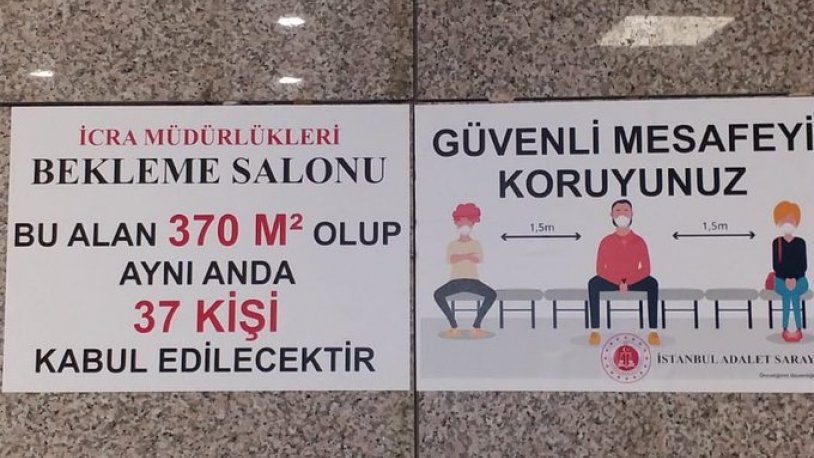 İCRA MÜDÜRLÜKLERİ
BEKLEME SALONU
BU ALAN 370 M² OLUP
AYNI ANDA
37 KİŞİ
KABUL EDİLECEKTİR
GÜVENLİ MESAFEYİ
KORUYUNUZ
1,5m 1,5m
İSTANBUL ADALET SARAY